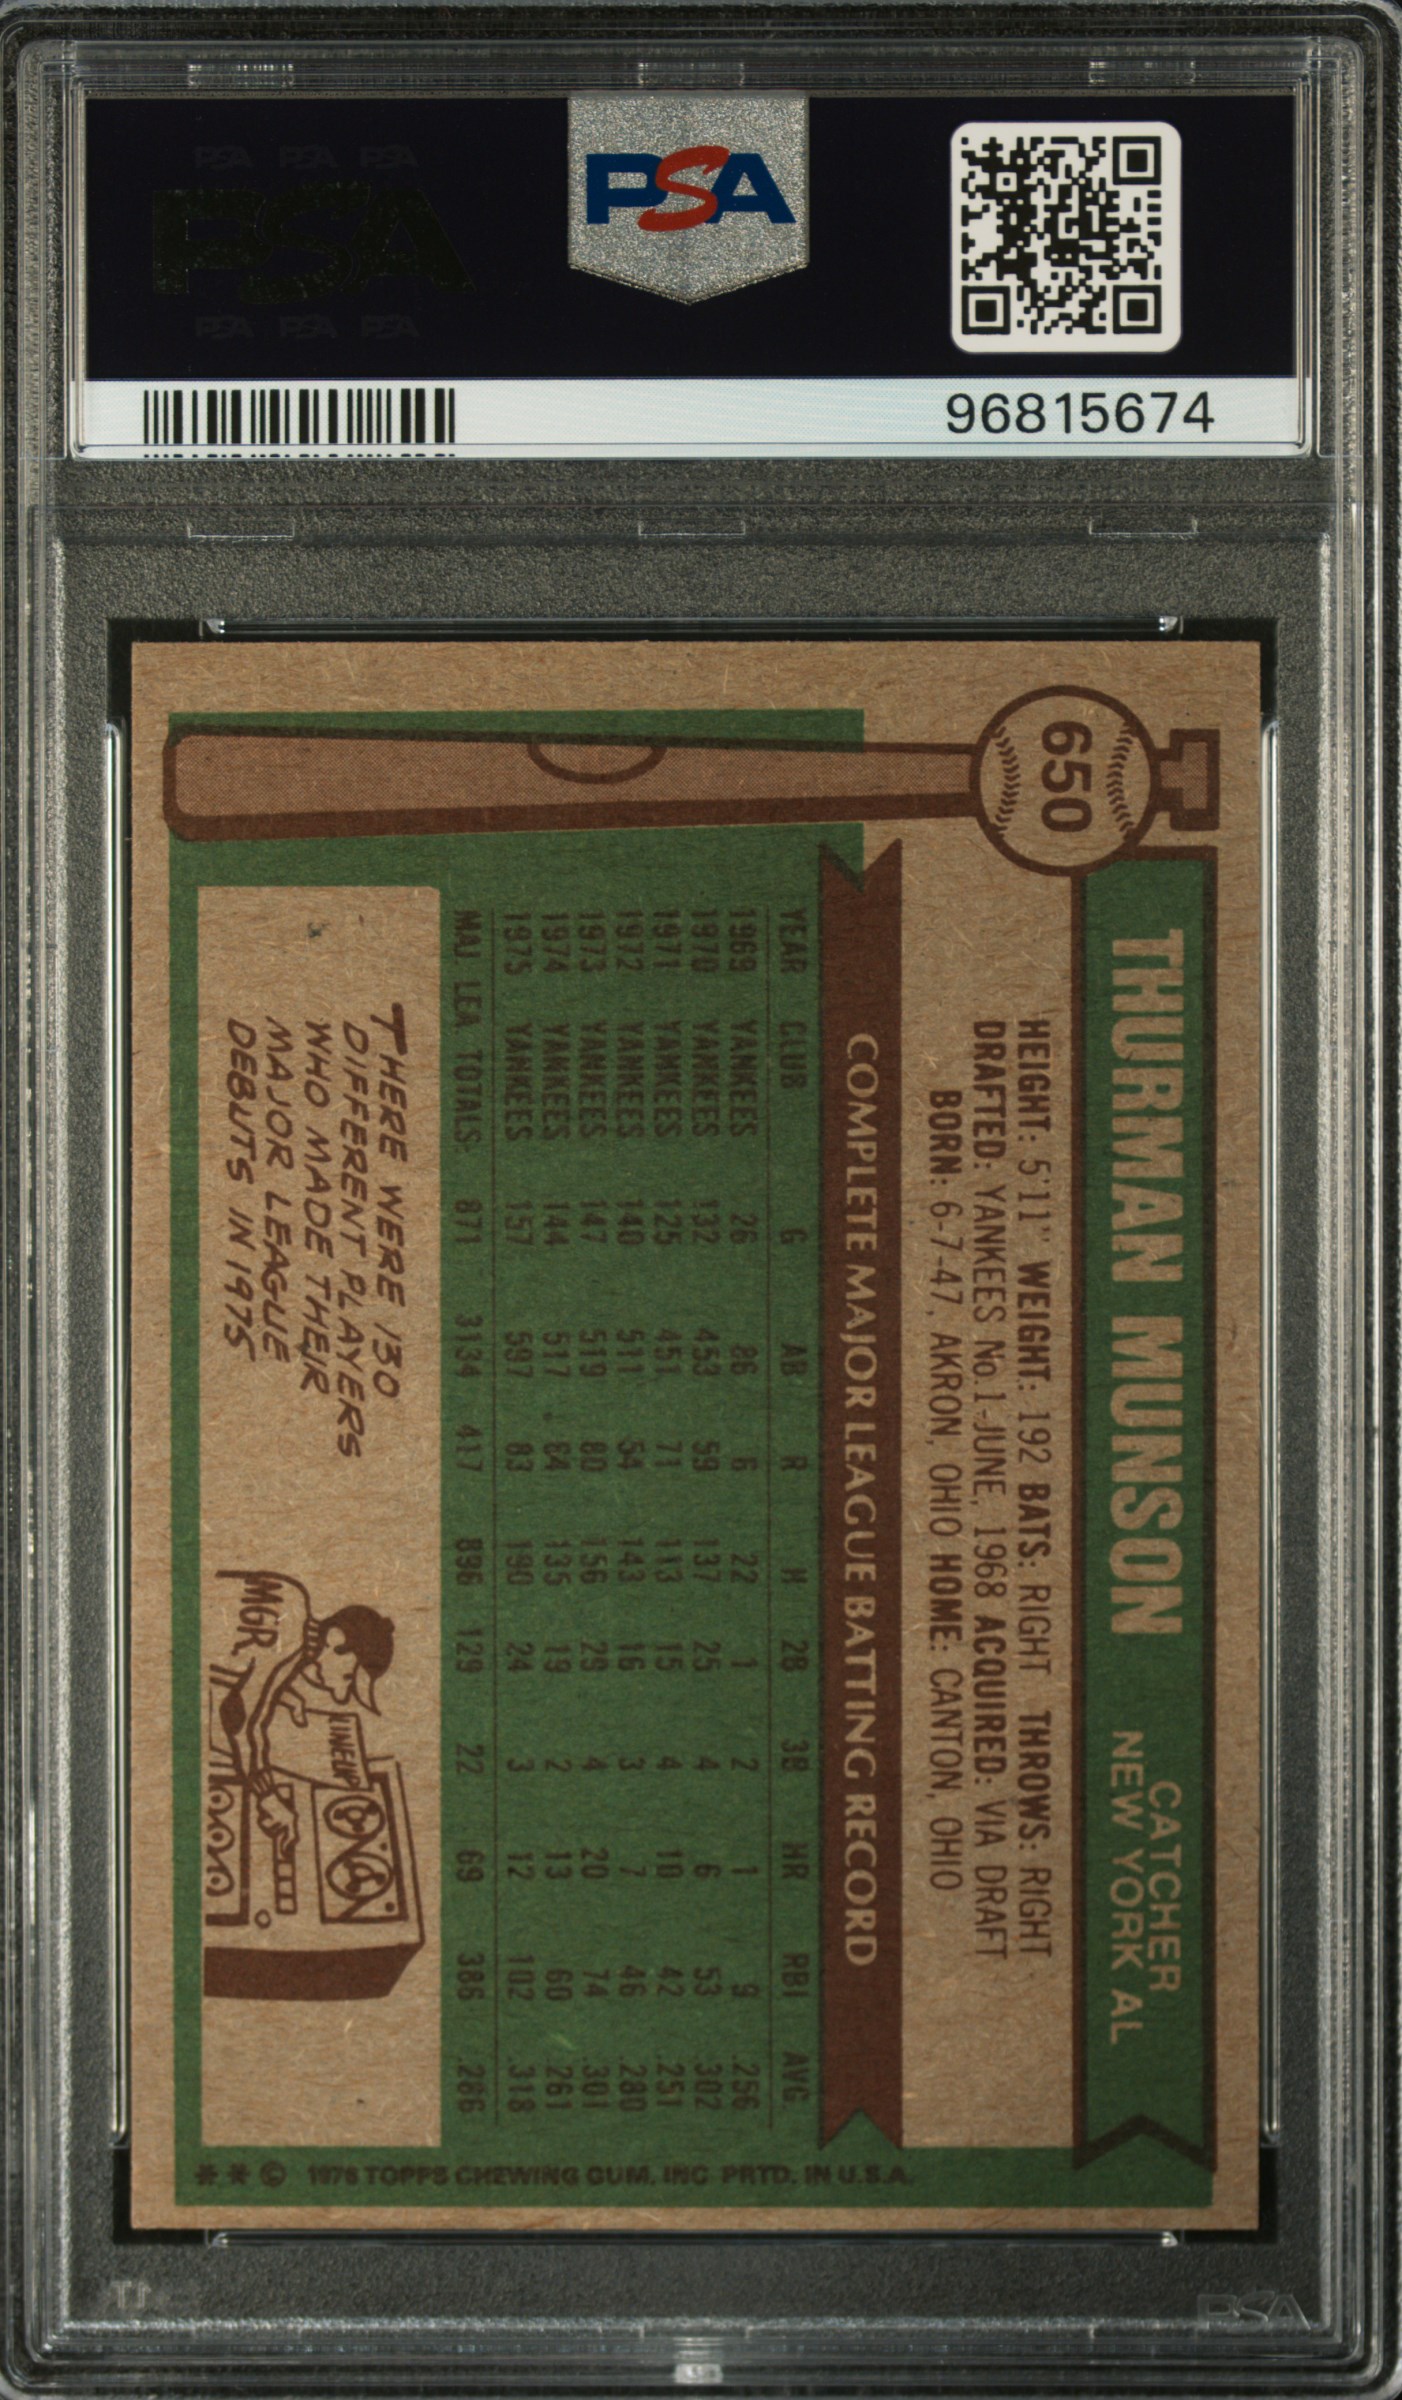 PSA PSA PSA
PSA
PSA PSA PSA
PSA
96815674
650
THURMAN MUNSON
CATCHER
NEW YORK AL
HEIGHT: 5'11" WEIGHT: 192 BATS: RIGHT THROWS: RIGHT
DRAFTED: YANKEES No.1-JUNE, 1968 ACQUIRED: VIA DRAFT
BORN: 6-7-47, AKRON, OHIO HOME: CANTON, OHIO
COMPLETE MAJOR LEAGUE BATTING RECORD
YEAR CLUB G AB R H 2B 3B HR RBI AVG
1969 YANKEES 26 86 6 22 1 2 1 9 .256
1970 YANKEES 132 453 59 137 25 4 6 53 .302
1971 YANKEES 125 451 71 113 15 4 10 42 .251
1972 YANKEES 140 511 54 143 16 3 7 46 .280
1973 YANKEES 147 519 80 156 29 4 20 74 .301
1974 YANKEES 144 517 64 135 19 2 13 60 .261
1975 YANKEES 157 597 83 190 24 3 12 102 .318
MAJ LEA TOTALS 871 3134 417 896 129 22 69 386 .286
THERE WERE 130
DIFFERENT PLAYERS
WHO MADE THEIR
MAJOR LEAGUE
DEBUTS IN 1975
LINEUP
MGR
* * © 1976 TOPPS CHEWING GUM, INC PRTD. IN U.S.A.
PSA